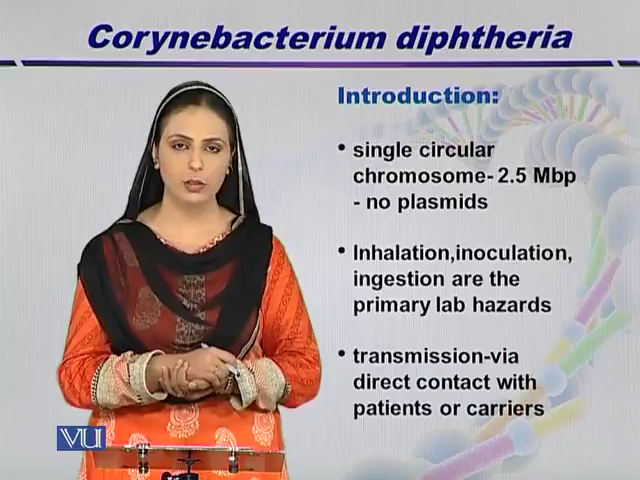 Corynebacterium diphtheria
Introduction:
• single circular
chromosome- 2.5 Mbp
- no plasmids
• Inhalation,inoculation,
ingestion are the
primary lab hazards
• transmission-via
direct contact with
patients or carriers
VU